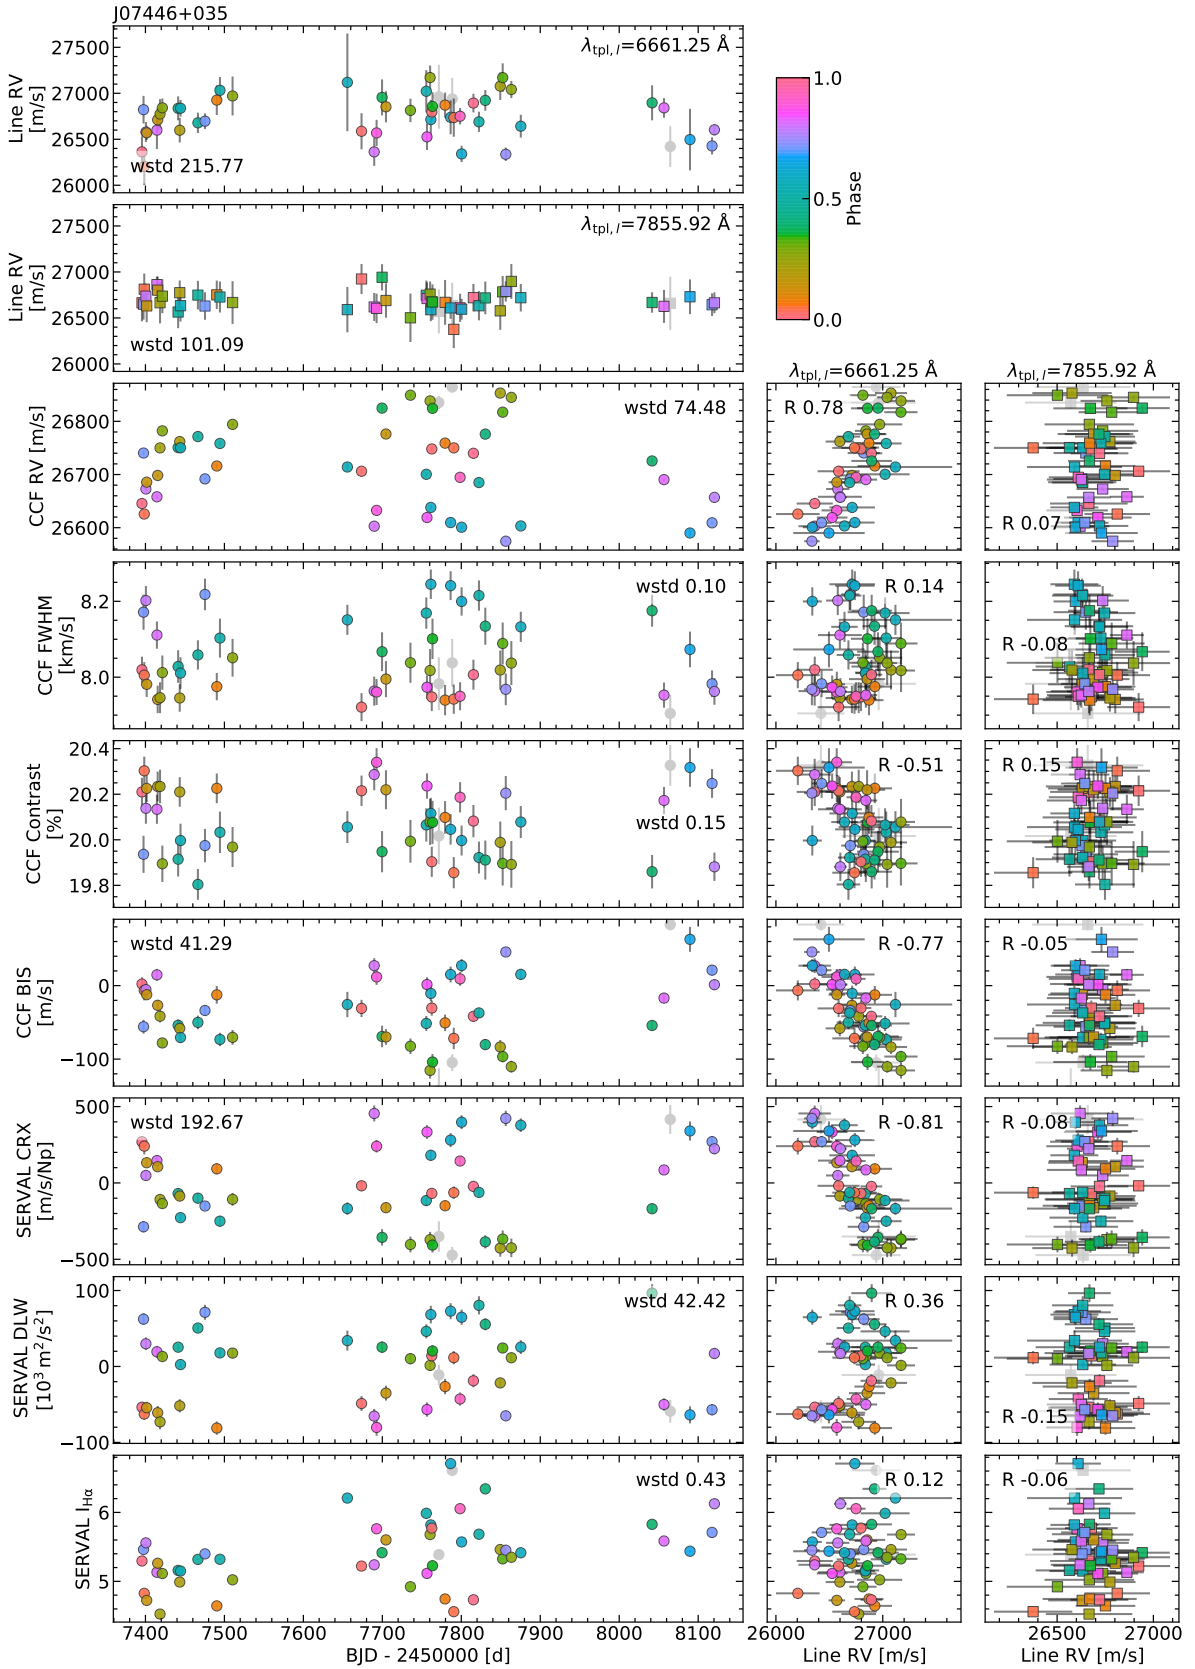 J07446+035
27500
27000
26500
26000
Line RV
[m/s]
λtpl, l=6661.25 Å
wstd 215.77
1.0
0.5
0.0
Phase
27500
27000
26500
26000
Line RV
[m/s]
λtpl, l=7855.92 Å
wstd 101.09
λtpl, l=6661.25 Å
λtpl, l=7855.92 Å
26800
26700
26600
CCF RV [m/s]
wstd 74.48
R 0.78
R 0.07
8.2
8.0
CCF FWHM
[km/s]
wstd 0.10
R 0.14
R -0.08
20.4
20.2
20.0
19.8
CCF Contrast
[%]
wstd 0.15
R -0.51
R 0.15
0
−100
CCF BIS
[m/s]
wstd 41.29
R -0.77
R -0.05
500
0
−500
SERVAL CRX
[m/s/Np]
wstd 192.67
R -0.81
R -0.08
100
0
−100
SERVAL DLW
[10³ m²/s²]
wstd 42.42
R 0.36
R -0.15
6
5
SERVAL IHα
wstd 0.43
R 0.12
R -0.06
7400 7500 7600 7700 7800 7900 8000 8100
26000 27000
26500 27000
BJD - 2450000 [d]
Line RV [m/s]
Line RV [m/s]